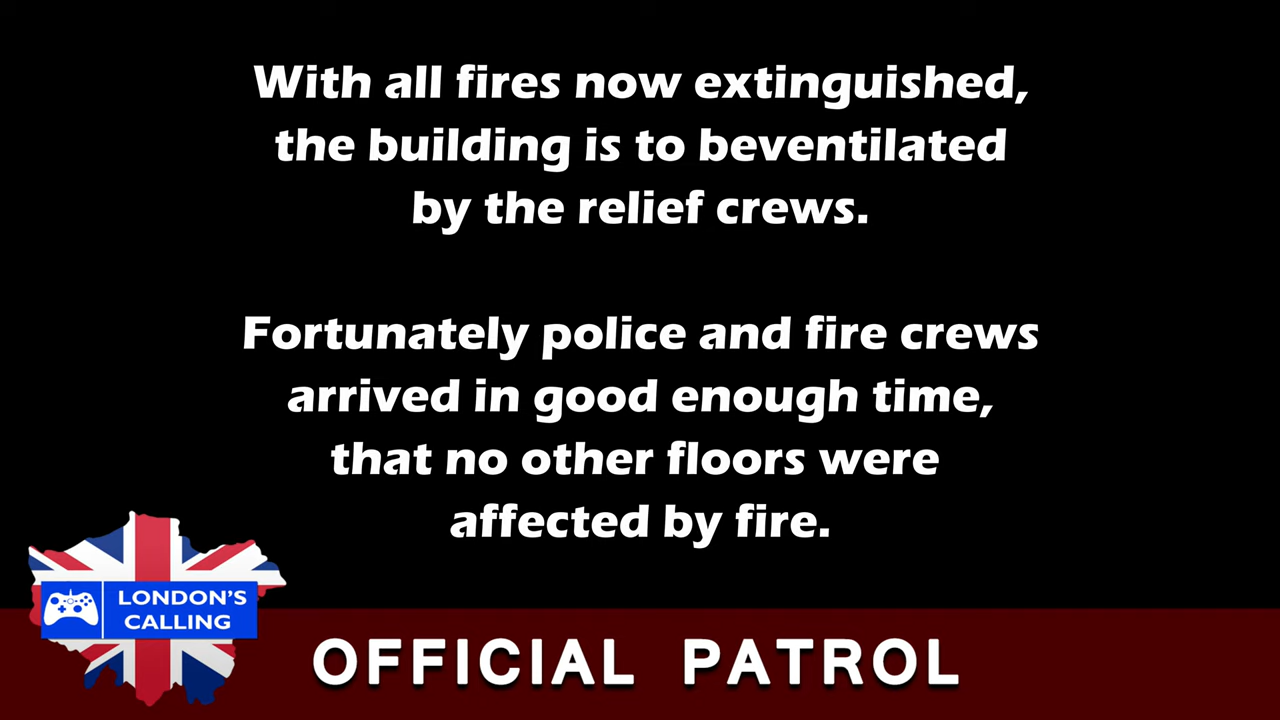 With all fires now extinguished,
the building is to beventilated
by the relief crews.
Fortunately police and fire crews
arrived in good enough time,
that no other floors were
affected by fire.
LONDON'S
CALLING
OFFICIAL PATROL